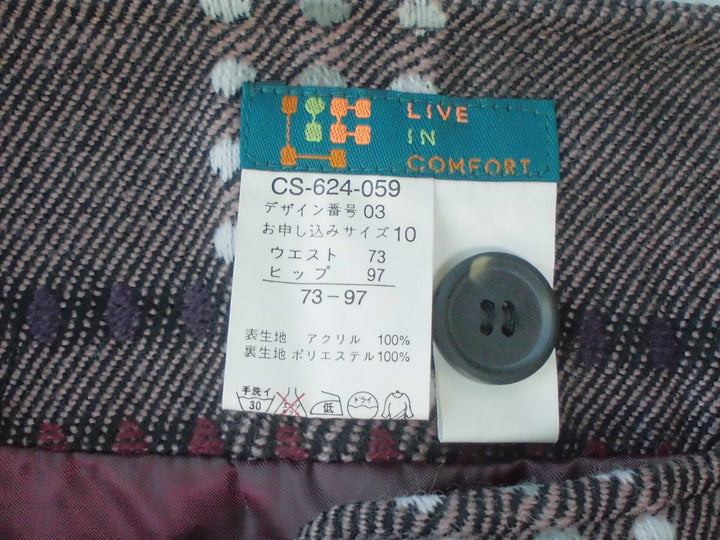 LIVE
IN
COMFORT
CS-624-059
デザイン番号 03
お申し込みサイズ 10
ウエスト 73
ヒップ 97
73-97
表生地 アクリル 100%
裏生地 ポリエステル 100%
手洗イ
30
低
ドライ